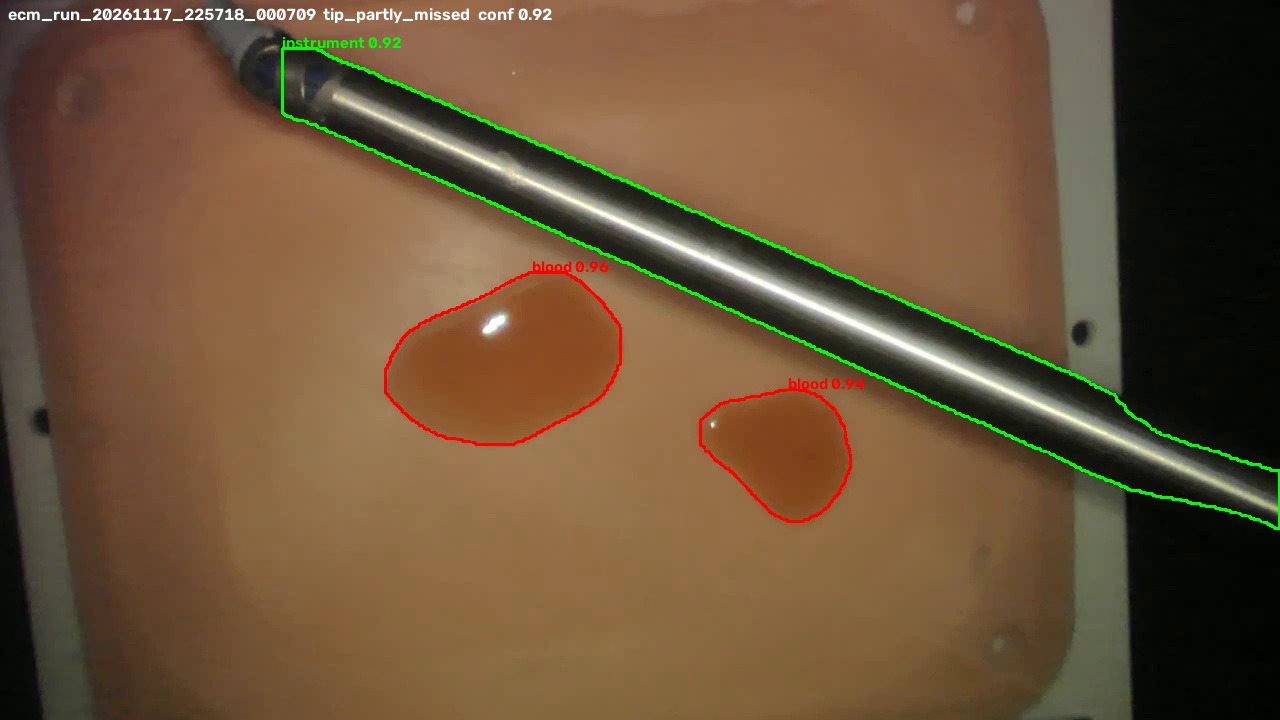 ecm_run_20261117_225718_000709 tip_partly_missed conf 0.92
instrument 0.92
blood 0.96
blood 0.94